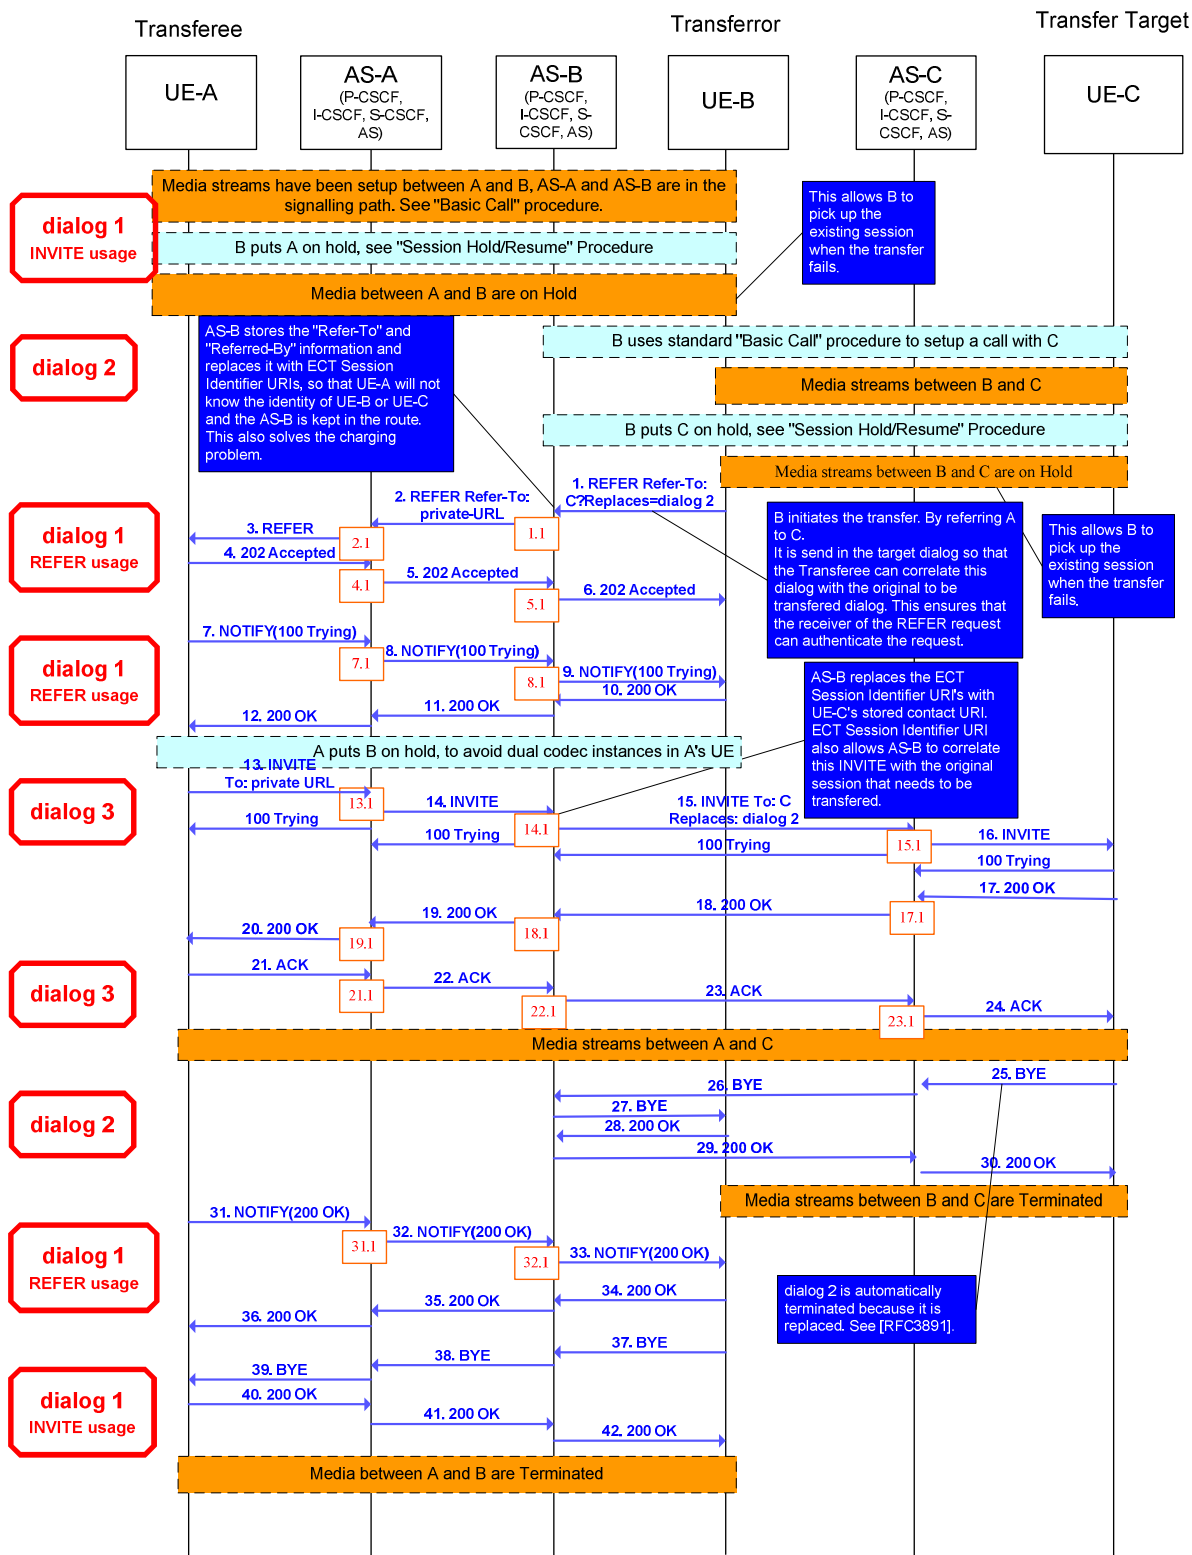 Transferee
Transferror
Transfer Target
UE-A
AS-A
(P-CSCF,
I-CSCF, S-CSCF,
AS)
AS-B
(P-CSCF,
I-CSCF, S-
CSCF, AS)
UE-B
AS-C
(P-CSCF,
I-CSCF, S-
CSCF, AS)
UE-C
Media streams have been setup between A and B, AS-A and AS-B are in the
signalling path. See "Basic Call" procedure.
This allows B to
pick up the
existing session
when the transfer
fails.
dialog 1
INVITE usage
B puts A on hold, see "Session Hold/Resume" Procedure
Media between A and B are on Hold
AS-B stores the "Refer-To" and
"Referred-By" information and
replaces it with ECT Session
Identifier URIs, so that UE-A will not
know the identity of UE-B or UE-C
and the AS-B is kept in the route.
This also solves the charging
problem.
B uses standard "Basic Call" procedure to setup a call with C
dialog 2
Media streams between B and C
B puts C on hold, see "Session Hold/Resume" Procedure
Media streams between B and C are on Hold
1. REFER Refer-To:
C?Replaces=dialog 2
2. REFER Refer-To:
private-URL
1.1
3. REFER
2.1
dialog 1
REFER usage
4. 202 Accepted
4.1
5. 202 Accepted
5.1
6. 202 Accepted
B initiates the transfer. By referring A
to C.
It is send in the target dialog so that
the Transferee can correlate this
dialog with the original to be
transfered dialog. This ensures that
the receiver of the REFER request
can authenticate the request.
This allows B to
pick up the
existing session
when the transfer
fails.
7. NOTIFY(100 Trying)
7.1
8. NOTIFY(100 Trying)
8.1
9. NOTIFY(100 Trying)
dialog 1
REFER usage
10. 200 OK
11. 200 OK
12. 200 OK
AS-B replaces the ECT
Session Identifier URI's with
UE-C's stored contact URI.
ECT Session Identifier URI
also allows AS-B to correlate
this INVITE with the original
session that needs to be
transfered.
A puts B on hold, to avoid dual codec instances in A's UE
13. INVITE
To: private URL
13.1
dialog 3
14. INVITE
14.1
15. INVITE To: C
Replaces: dialog 2
15.1
16. INVITE
100 Trying
100 Trying
100 Trying
100 Trying
17. 200 OK
17.1
18. 200 OK
18.1
19. 200 OK
19.1
20. 200 OK
21. ACK
21.1
dialog 3
22. ACK
22.1
23. ACK
23.1
24. ACK
Media streams between A and C
25. BYE
26. BYE
27. BYE
dialog 2
28. 200 OK
29. 200 OK
30. 200 OK
Media streams between B and C are Terminated
31. NOTIFY(200 OK)
31.1
32. NOTIFY(200 OK)
32.1
33. NOTIFY(200 OK)
dialog 1
REFER usage
34. 200 OK
35. 200 OK
36. 200 OK
dialog 2 is automatically
terminated because it is
replaced. See [RFC3891].
37. BYE
38. BYE
39. BYE
40. 200 OK
dialog 1
INVITE usage
41. 200 OK
42. 200 OK
Media between A and B are Terminated